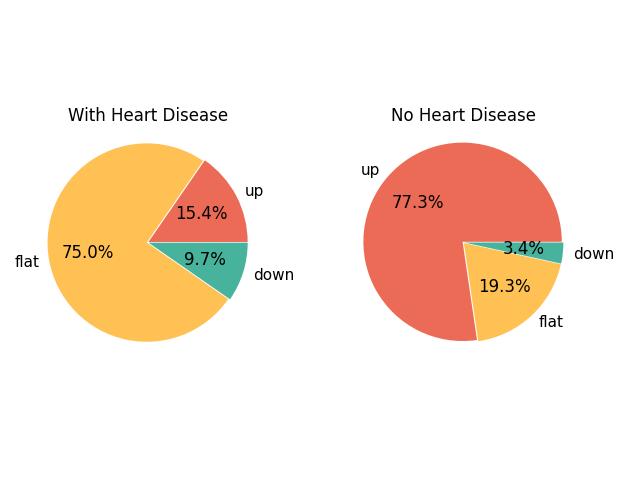 With Heart Disease
up
15.4%
75.0%
flat
9.7%
down
No Heart Disease
up
77.3%
3.4%
down
19.3%
flat